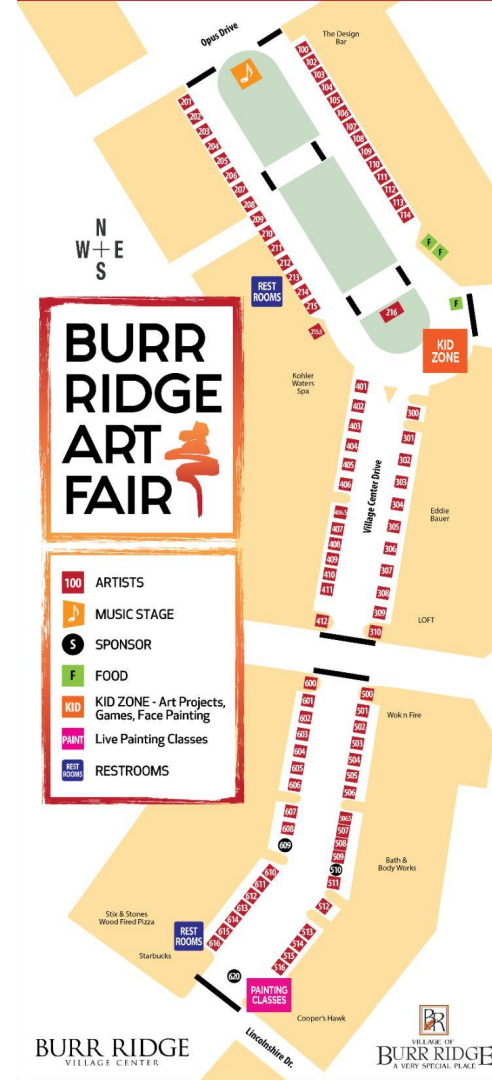 Opus Drive
The Design
Bar
100
102
103
104
105
106
107
108
109
110
111
112
113
114
201
202
203
204
205
206
207
208
209
210
211
212
213
214
215
215.5
216
N
W+E
S
REST
ROOMS
F
F
F
KID
ZONE
Kohler
Waters
Spa
BURR
RIDGE
ART
FAIR
401
402
403
404
405
406
406.5
407
408
409
410
411
412
Village Center Drive
300
301
302
303
304
305
306
307
308
309
310
Eddie
Bauer
LOFT
100 ARTISTS
MUSIC STAGE
S SPONSOR
F FOOD
KID KID ZONE - Art Projects,
Games, Face Painting
PAINT Live Painting Classes
REST
ROOMS RESTROOMS
600
601
602
603
604
605
606
607
608
609
610
611
612
613
614
615
616
500
501
502
503
504
505
506
506.5
507
508
509
510
511
512
513
514
515
516
Wok n Fire
Bath &
Body Works
Stix & Stones
Wood Fired Pizza
Starbucks
REST
ROOMS
620
PAINTING
CLASSES
Cooper's Hawk
Lincolnshire Dr.
BURR RIDGE
VILLAGE CENTER
BR
VILLAGE OF
BURR RIDGE
A VERY SPECIAL PLACE